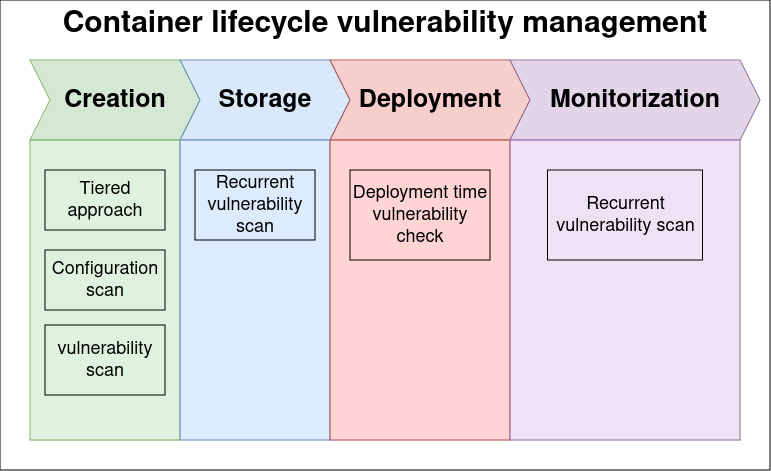 Container lifecycle vulnerability management
Creation
Storage
Deployment
Monitorization
Tiered
approach
Configuration
scan
vulnerability
scan
Recurrent
vulnerability
scan
Deployment time
vulnerability
check
Recurrent
vulnerability scan